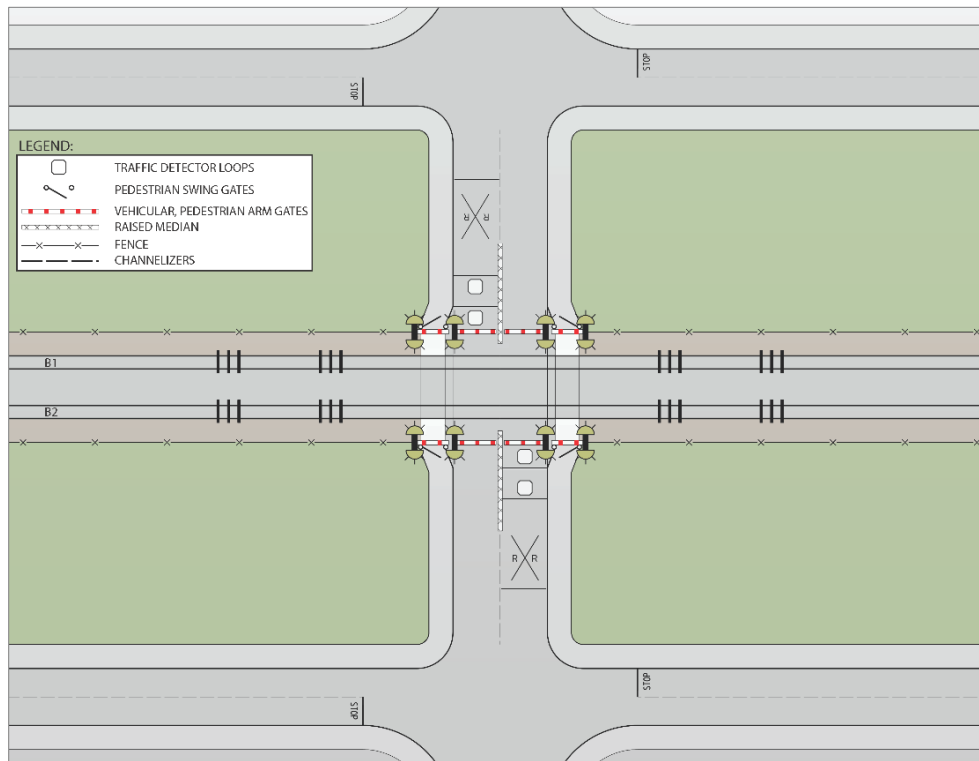 STOP
STOP
LEGEND:
TRAFFIC DETECTOR LOOPS
PEDESTRIAN SWING GATES
VEHICULAR, PEDESTRIAN ARM GATES
RAISED MEDIAN
FENCE
CHANNELIZERS
R R
B1
B2
R R
STOP
STOP